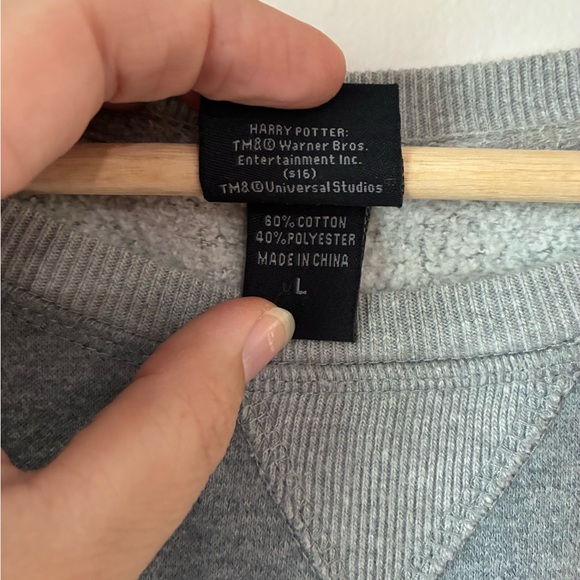 HARRY POTTER:
TM&© Warner Bros.
Entertainment Inc.
(s16)
TM&©Universal Studios
60% COTTON
40%POLYESTER
MADE IN CHINA
L